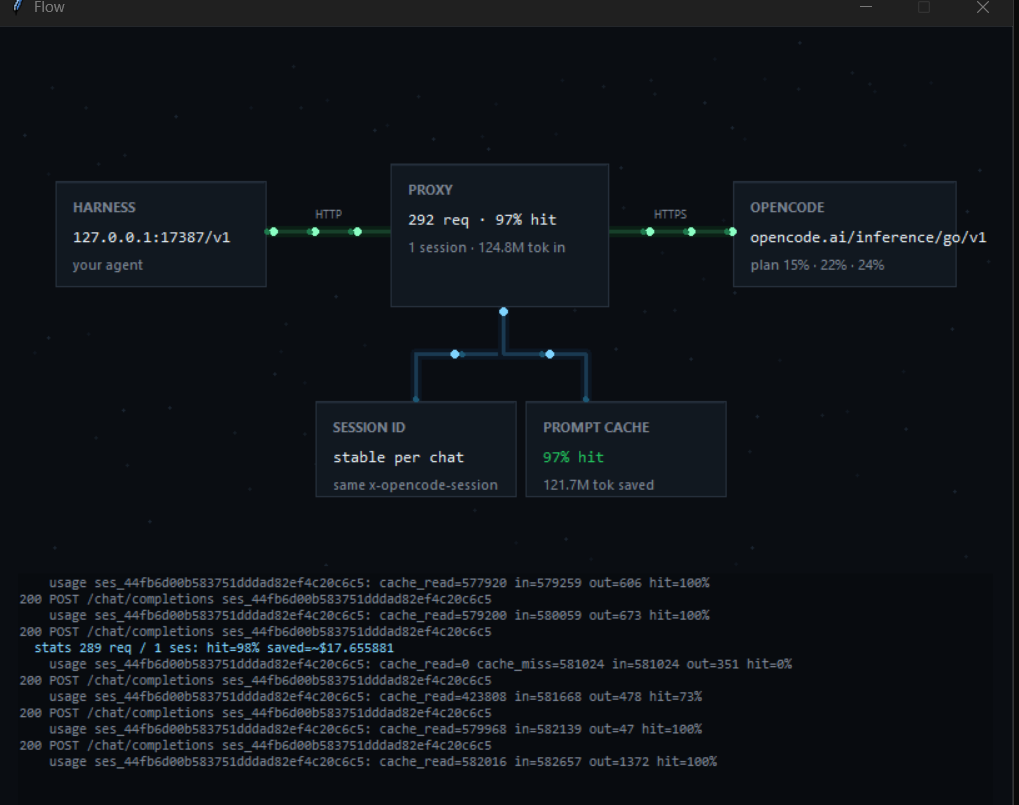 Flow
HARNESS
127.0.0.1:17387/v1
your agent
HTTP
PROXY
292 req · 97% hit
1 session · 124.8M tok in
HTTPS
OPENCODE
opencode.ai/inference/go/v1
plan 15% · 22% · 24%
SESSION ID
stable per chat
same x-opencode-session
PROMPT CACHE
97% hit
121.7M tok saved
usage ses_44fb6d00b583751dddad82ef4c20c6c5: cache_read=577920 in=579259 out=606 hit=100%
200 POST /chat/completions ses_44fb6d00b583751dddad82ef4c20c6c5
usage ses_44fb6d00b583751dddad82ef4c20c6c5: cache_read=579200 in=580059 out=673 hit=100%
200 POST /chat/completions ses_44fb6d00b583751dddad82ef4c20c6c5
stats 289 req / 1 ses: hit=98% saved=~$17.655881
usage ses_44fb6d00b583751dddad82ef4c20c6c5: cache_read=0 cache_miss=581024 in=581024 out=351 hit=0%
200 POST /chat/completions ses_44fb6d00b583751dddad82ef4c20c6c5
usage ses_44fb6d00b583751dddad82ef4c20c6c5: cache_read=423808 in=581668 out=478 hit=73%
200 POST /chat/completions ses_44fb6d00b583751dddad82ef4c20c6c5
usage ses_44fb6d00b583751dddad82ef4c20c6c5: cache_read=579968 in=582139 out=47 hit=100%
200 POST /chat/completions ses_44fb6d00b583751dddad82ef4c20c6c5
usage ses_44fb6d00b583751dddad82ef4c20c6c5: cache_read=582016 in=582657 out=1372 hit=100%